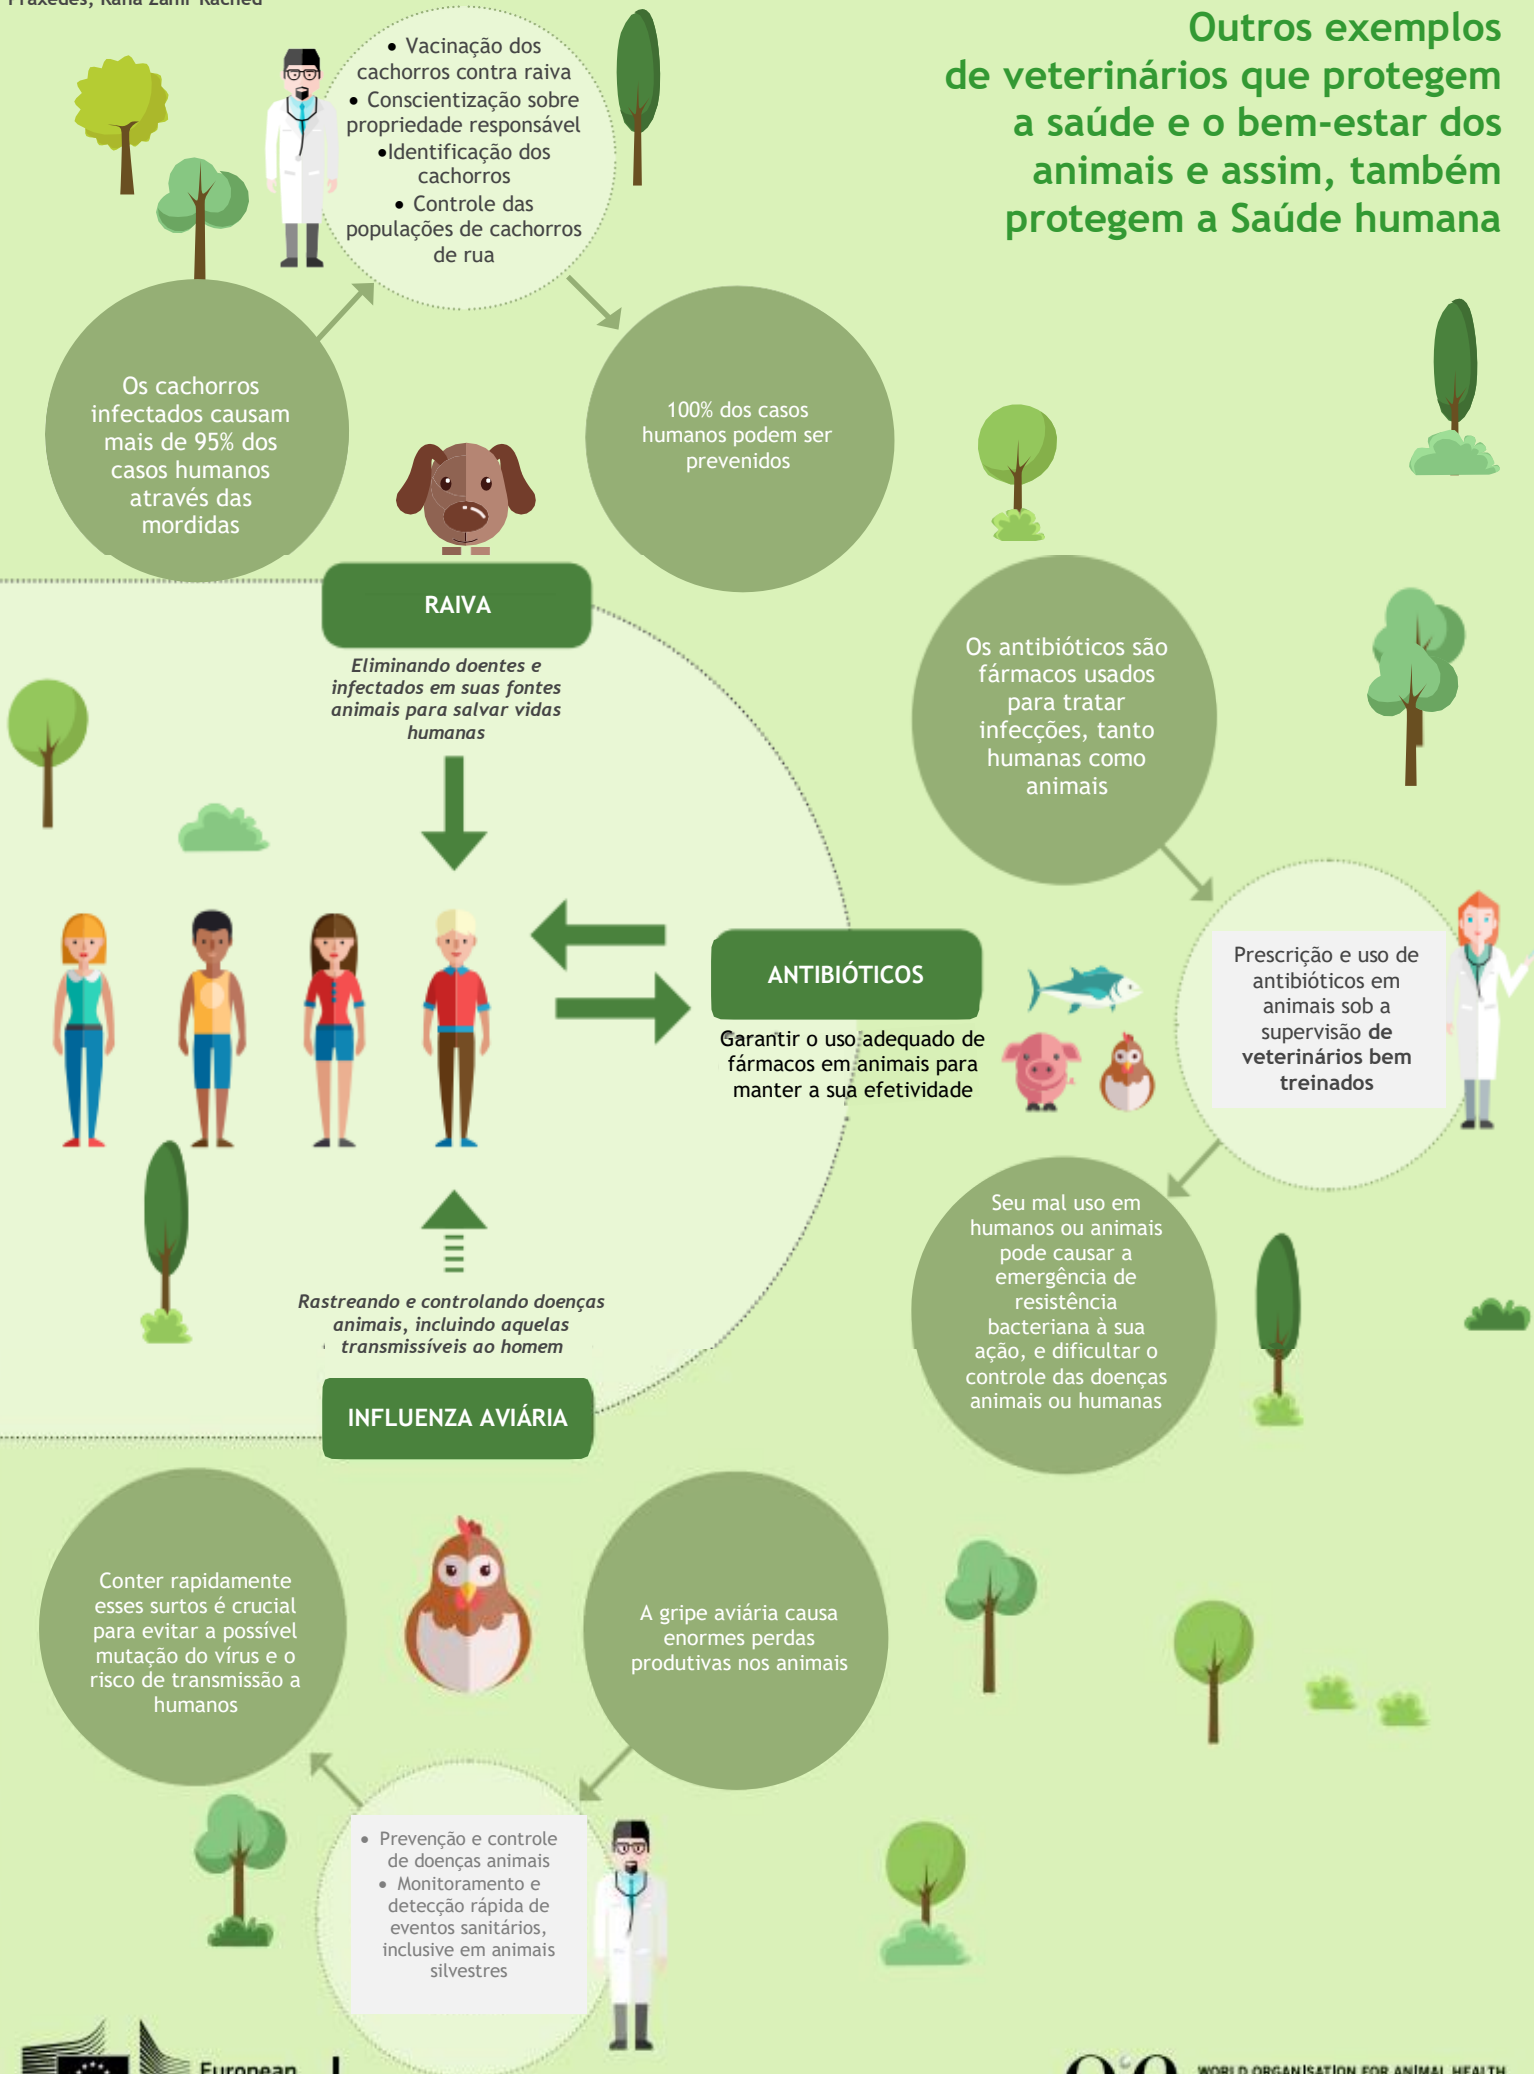 Praxedes, Rana Zahi Rached
Outros exemplos
de veterinários que protegem
a saúde e o bem-estar dos
animais e assim, também
protegem a Saúde humana
• Vacinação dos
cachorros contra raiva
• Conscientização sobre
propriedade responsável
•Identificação dos
cachorros
• Controle das
populações de cachorros
de rua
Os cachorros
infectados causam
mais de 95% dos
casos humanos
através das
mordidas
100% dos casos
humanos podem ser
prevenidos
RAIVA
Eliminando doentes e
infectados em suas fontes
animais para salvar vidas
humanas
Os antibióticos são
fármacos usados
para tratar
infecções, tanto
humanas como
animais
ANTIBIÓTICOS
Garantir o uso adequado de
fármacos em animais para
manter a sua efetividade
Prescrição e uso de
antibióticos em
animais sob a
supervisão de
veterinários bem
treinados
Seu mal uso em
humanos ou animais
pode causar a
emergência de
resistência
bacteriana à sua
ação, e dificultar o
controle das doenças
animais ou humanas
Rastreando e controlando doenças
animais, incluindo aquelas
transmissíveis ao homem
INFLUENZA AVIÁRIA
Conter rapidamente
esses surtos é crucial
para evitar a possível
mutação do vírus e o
risco de transmissão a
humanos
A gripe aviária causa
enormes perdas
produtivas nos animais
• Prevenção e controle
de doenças animais
• Monitoramento e
detecção rápida de
eventos sanitários,
inclusive em animais
silvestres
European
WORLD ORGANISATION FOR ANIMAL HEALTH